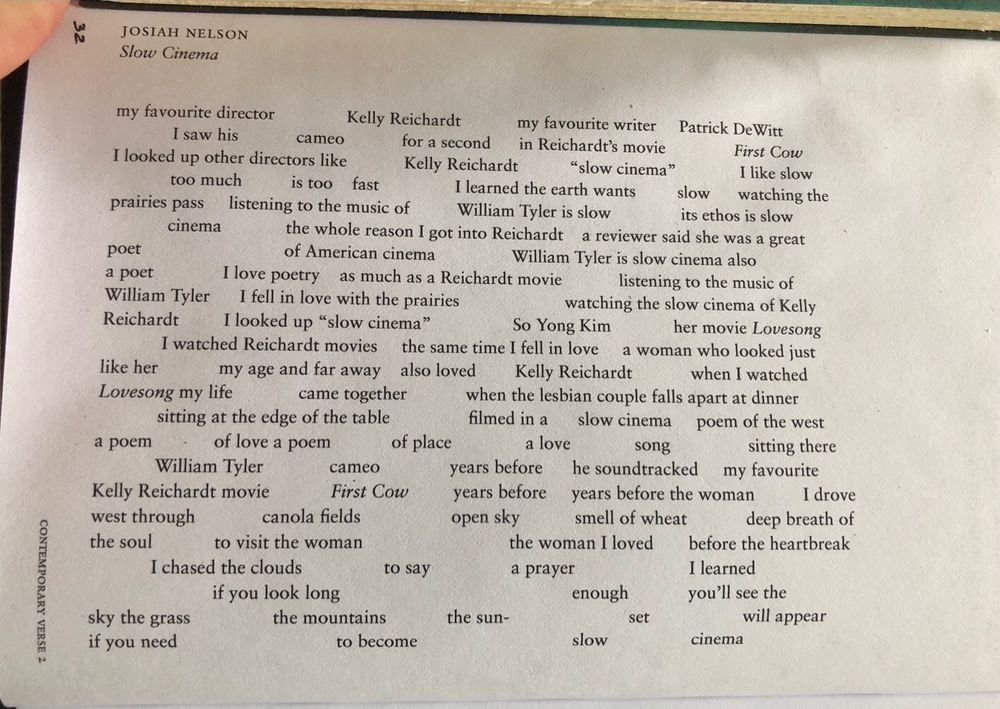 32
JOSIAH NELSON
Slow Cinema
my favourite director Kelly Reichardt my favourite writer Patrick DeWitt
I saw his cameo for a second in Reichardt's movie First Cow
I looked up other directors like Kelly Reichardt “slow cinema” I like slow
too much is too fast I learned the earth wants slow watching the
prairies pass listening to the music of William Tyler is slow its ethos is slow
cinema the whole reason I got into Reichardt a reviewer said she was a great
poet of American cinema William Tyler is slow cinema also
a poet I love poetry as much as a Reichardt movie listening to the music of
William Tyler I fell in love with the prairies watching the slow cinema of Kelly
Reichardt I looked up “slow cinema” So Yong Kim her movie Lovesong
I watched Reichardt movies the same time I fell in love a woman who looked just
like her my age and far away also loved Kelly Reichardt when I watched
Lovesong my life came together when the lesbian couple falls apart at dinner
sitting at the edge of the table filmed in a slow cinema poem of the west
a poem of love a poem of place a love song sitting there
William Tyler cameo years before he soundtracked my favourite
Kelly Reichardt movie First Cow years before years before the woman I drove
west through canola fields open sky smell of wheat deep breath of
the soul to visit the woman the woman I loved before the heartbreak
I chased the clouds to say a prayer I learned
if you look long enough you'll see the
sky the grass the mountains the sun- set will appear
if you need to become slow cinema
CONTEMPORARY VERSE 2